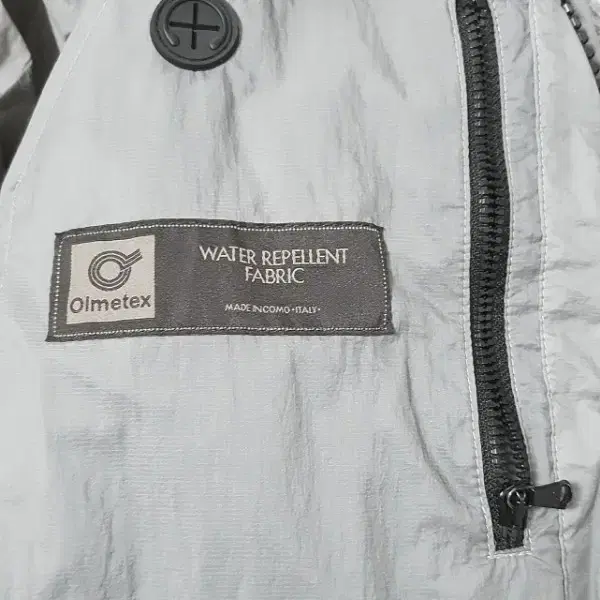 WATER REPELLENT
FABRIC
Olmetex
MADE IN COMO • ITALY •